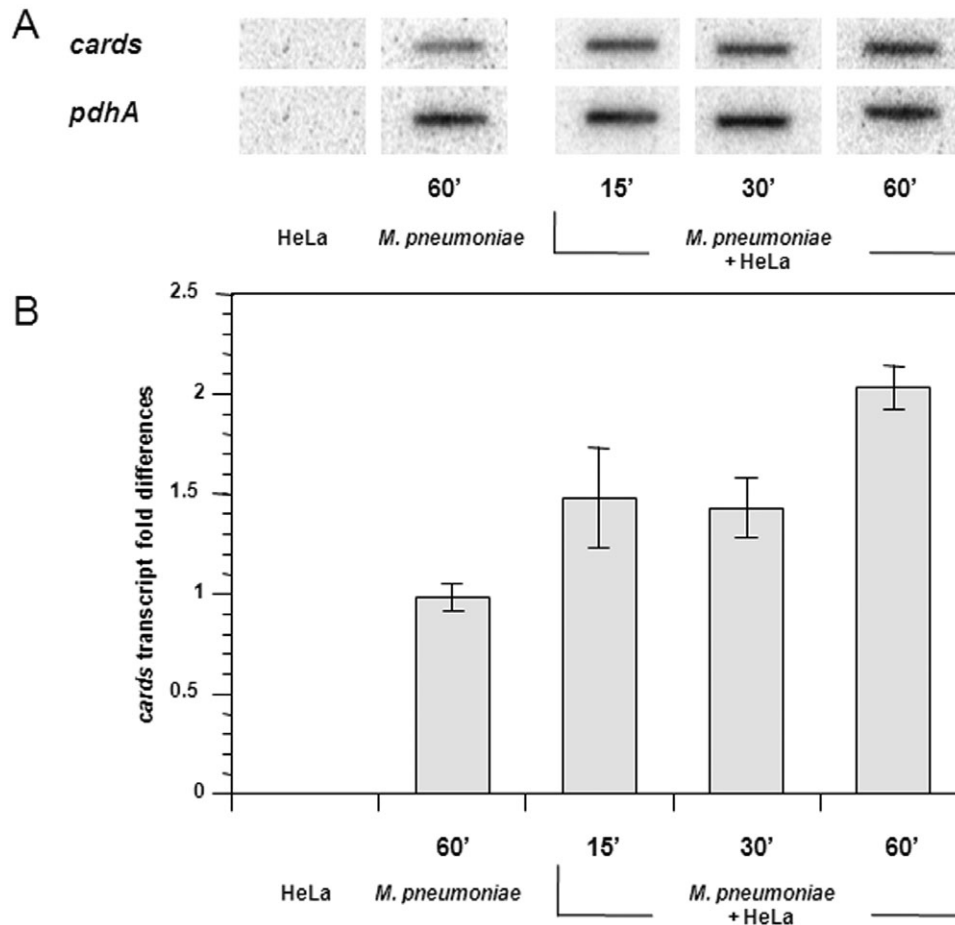 A
cards
pdhA
60’ 15’ 30’ 60’
HeLa M. pneumoniae M. pneumoniae
+ HeLa
B
cards transcript fold differences
2.5
2
1.5
1
0.5
0
60’ 15’ 30’ 60’
HeLa M. pneumoniae M. pneumoniae
+ HeLa